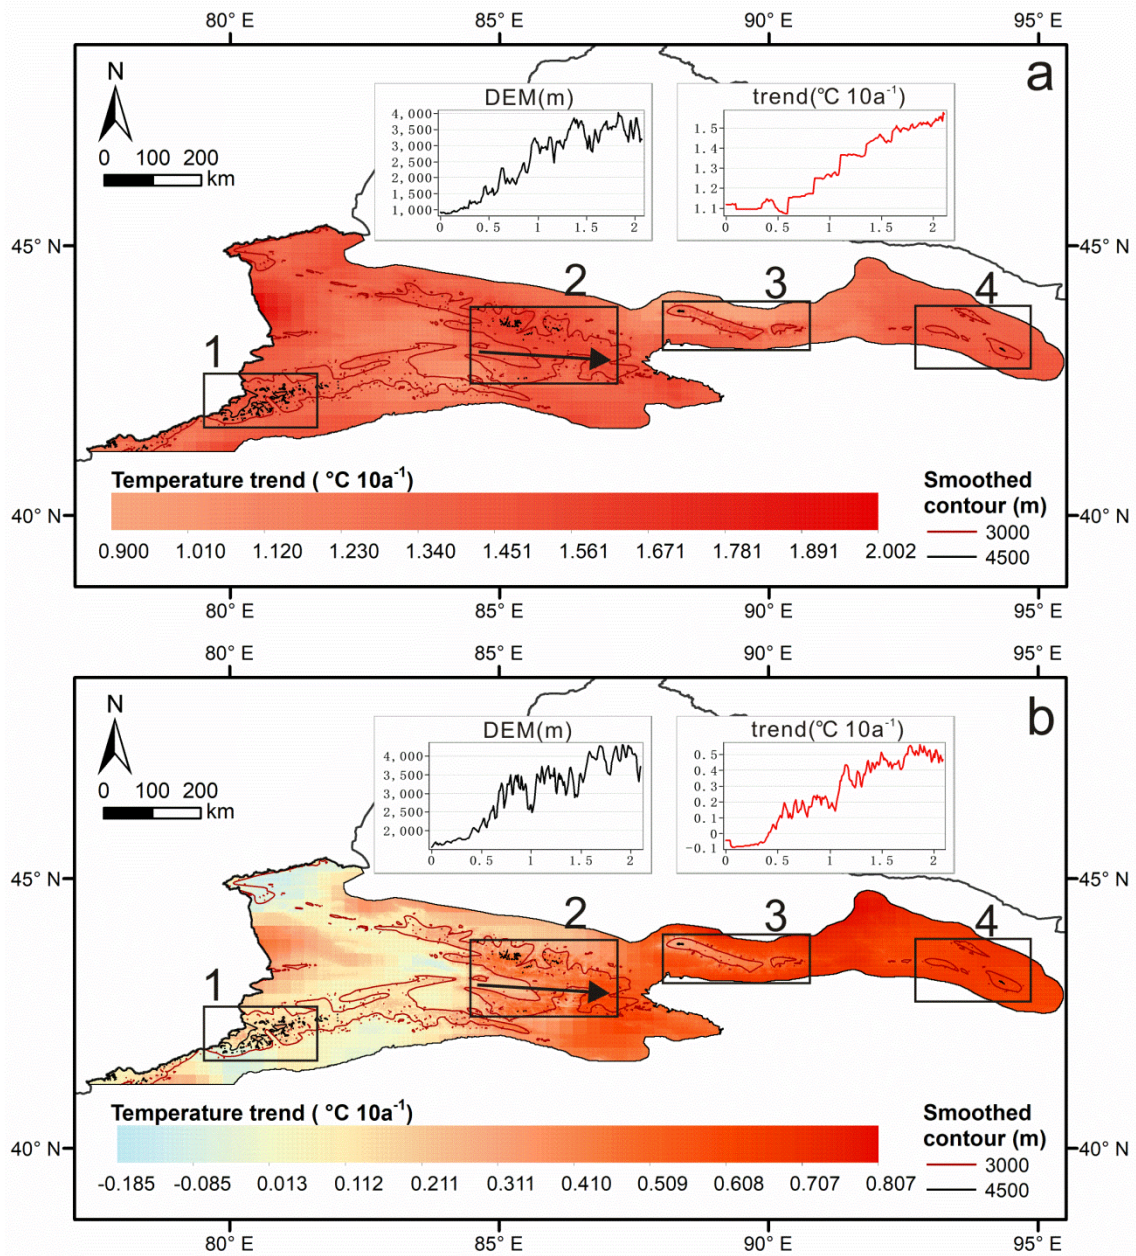 80° E 85° E 90° E 95° E
a
N
0 100 200
km
DEM(m)
4,000
3,500
3,000
2,500
2,000
1,500
1,000
0 0.5 1 1.5 2
trend(°C 10a⁻¹)
1.5
1.4
1.3
1.2
1.1
0 0.5 1 1.5 2
45° N 45° N
1 2 3 4
Temperature trend ( °C 10a⁻¹)
0.900 1.010 1.120 1.230 1.340 1.451 1.561 1.671 1.781 1.891 2.002
Smoothed
contour (m)
3000
4500
40° N 40° N
80° E 85° E 90° E 95° E
80° E 85° E 90° E 95° E
b
N
0 100 200
km
DEM(m)
4,000
3,500
3,000
2,500
2,000
0 0.5 1 1.5 2
trend(°C 10a⁻¹)
0.5
0.4
0.3
0.2
0.1
0
-0.1
0 0.5 1 1.5 2
45° N 45° N
1 2 3 4
Temperature trend ( °C 10a⁻¹)
-0.185 -0.085 0.013 0.112 0.211 0.311 0.410 0.509 0.608 0.707 0.807
Smoothed
contour (m)
3000
4500
40° N 40° N
80° E 85° E 90° E 95° E